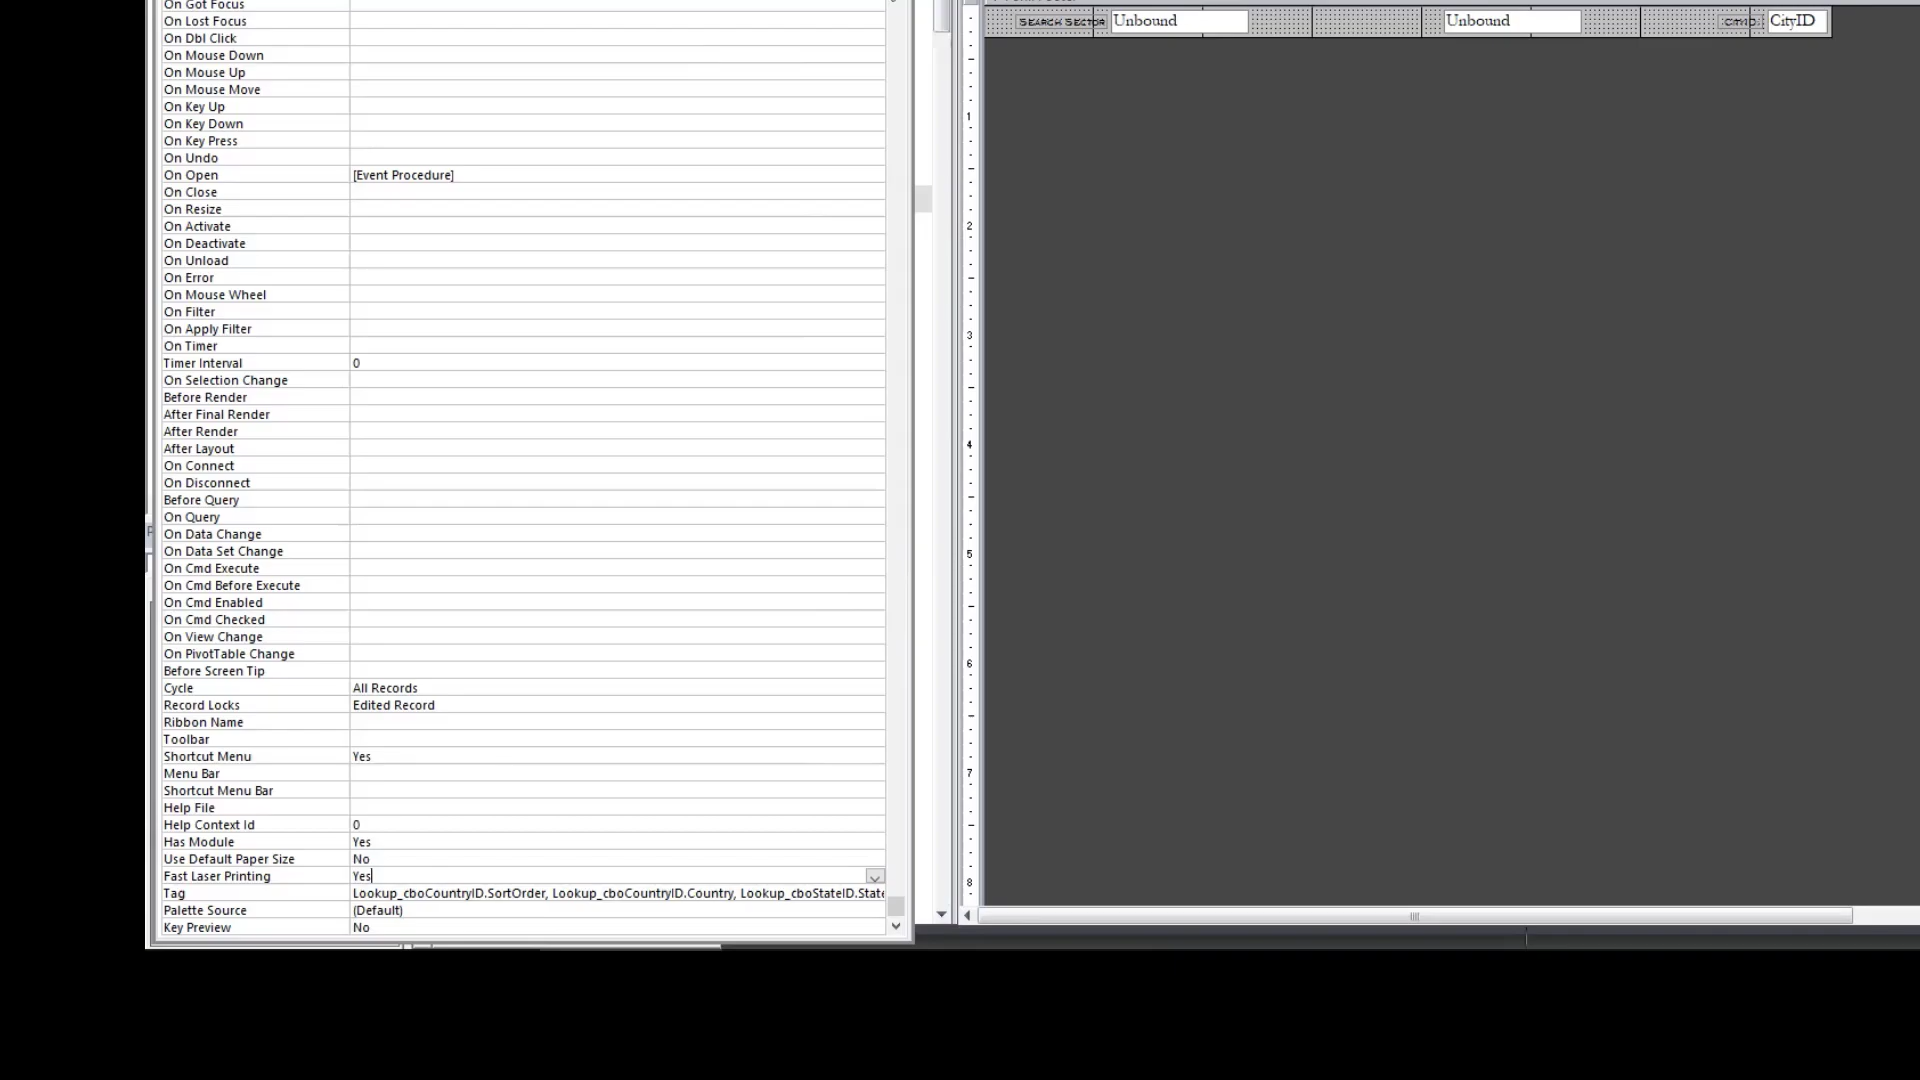 On Got Focus
On Lost Focus
On Dbl Click
On Mouse Down
On Mouse Up
On Mouse Move
On Key Up
On Key Down
On Key Press
On Undo
On Open [Event Procedure]
On Close
On Resize
On Activate
On Deactivate
On Unload
On Error
On Mouse Wheel
On Filter
On Apply Filter
On Timer
Timer Interval 0
On Selection Change
Before Render
After Final Render
After Render
After Layout
On Connect
On Disconnect
Before Query
On Query
On Data Change
On Data Set Change
On Cmd Execute
On Cmd Before Execute
On Cmd Enabled
On Cmd Checked
On View Change
On PivotTable Change
Before Screen Tip
Cycle All Records
Record Locks Edited Record
Ribbon Name
Toolbar
Shortcut Menu Yes
Menu Bar
Shortcut Menu Bar
Help File
Help Context Id 0
Has Module Yes
Use Default Paper Size No
Fast Laser Printing Yes
Tag Lookup_cboCountryID.SortOrder, Lookup_cboCountryID.Country, Lookup_cboStateID.State
Palette Source (Default)
Key Preview No
SEARCH SECTOR Unbound Unbound CityID
1
2
3
4
5
6
7
8